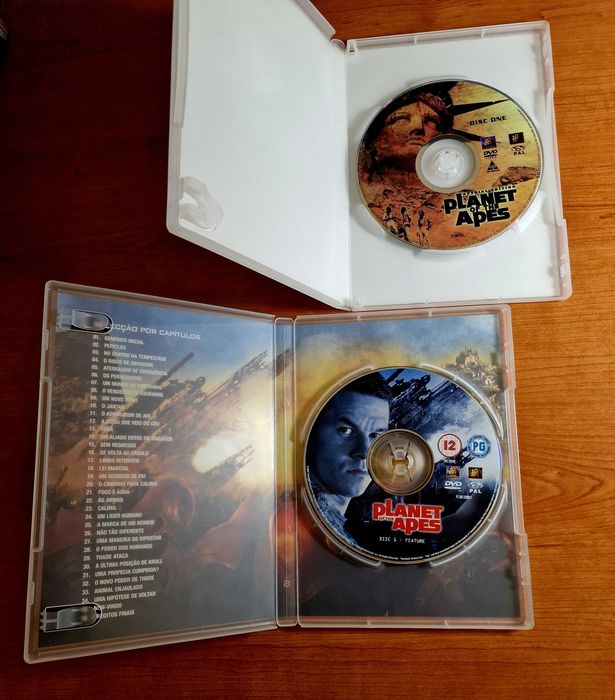 DISC ONE
DVD
PAL
SPECIAL EDITION
PLANET
OF THE
APES
LECÇÃO POR CAPÍTULOS
01. GENÉRICO INICIAL
02. PERICLES
03. NO CENTRO DA TEMPESTADE
04. O RISCO DE DAVIDSON
05. ATERRAGEM DE EMERGÊNCIA
06. OS PERSEGUIDOS
07. UM MUNDO AO CONTRÁRIO
08. O VENDEDOR DE ESCRAVOS
09. UM NOVO DONO
10. O JANTAR
11. O ADORADOR DE ARI
12. A COISA QUE VEIO DO CÉU
13. FUGA
14. UM ALIADO ENTRE OS MACACOS
15. SEM REGRESSO
16. DE VOLTA AO CASULO
17. LIMBO INTERVÉM
18. LEI MARCIAL
19. UM SEGREDO DE PAI
20. O CAMINHO PARA CALIMA
21. FOGO E ÁGUA
22. ÀS ARMAS
23. CALIMA
24. UM LÍDER HUMANO
25. A MARCA DE UM HOMEM
26. NÃO TÃO DIFERENTE
27. UMA MANEIRA DE RIPOSTAR
28. O PODER DOS HUMANOS
29. THADE ATACA
30. A ÚLTIMA POSIÇÃO DE KRULL
31. UMA PROFECIA CUMPRIDA?
32. O NOVO PODER DE THADE
33. ANIMAL ENJAULADO
34. UMA HIPÓTESE DE VOLTAR
BEM-VINDO
RÉDITOS FINAIS
12
PG
DVD
PAL
PLANET
OF THE
APES
DISC 1 - FEATURE